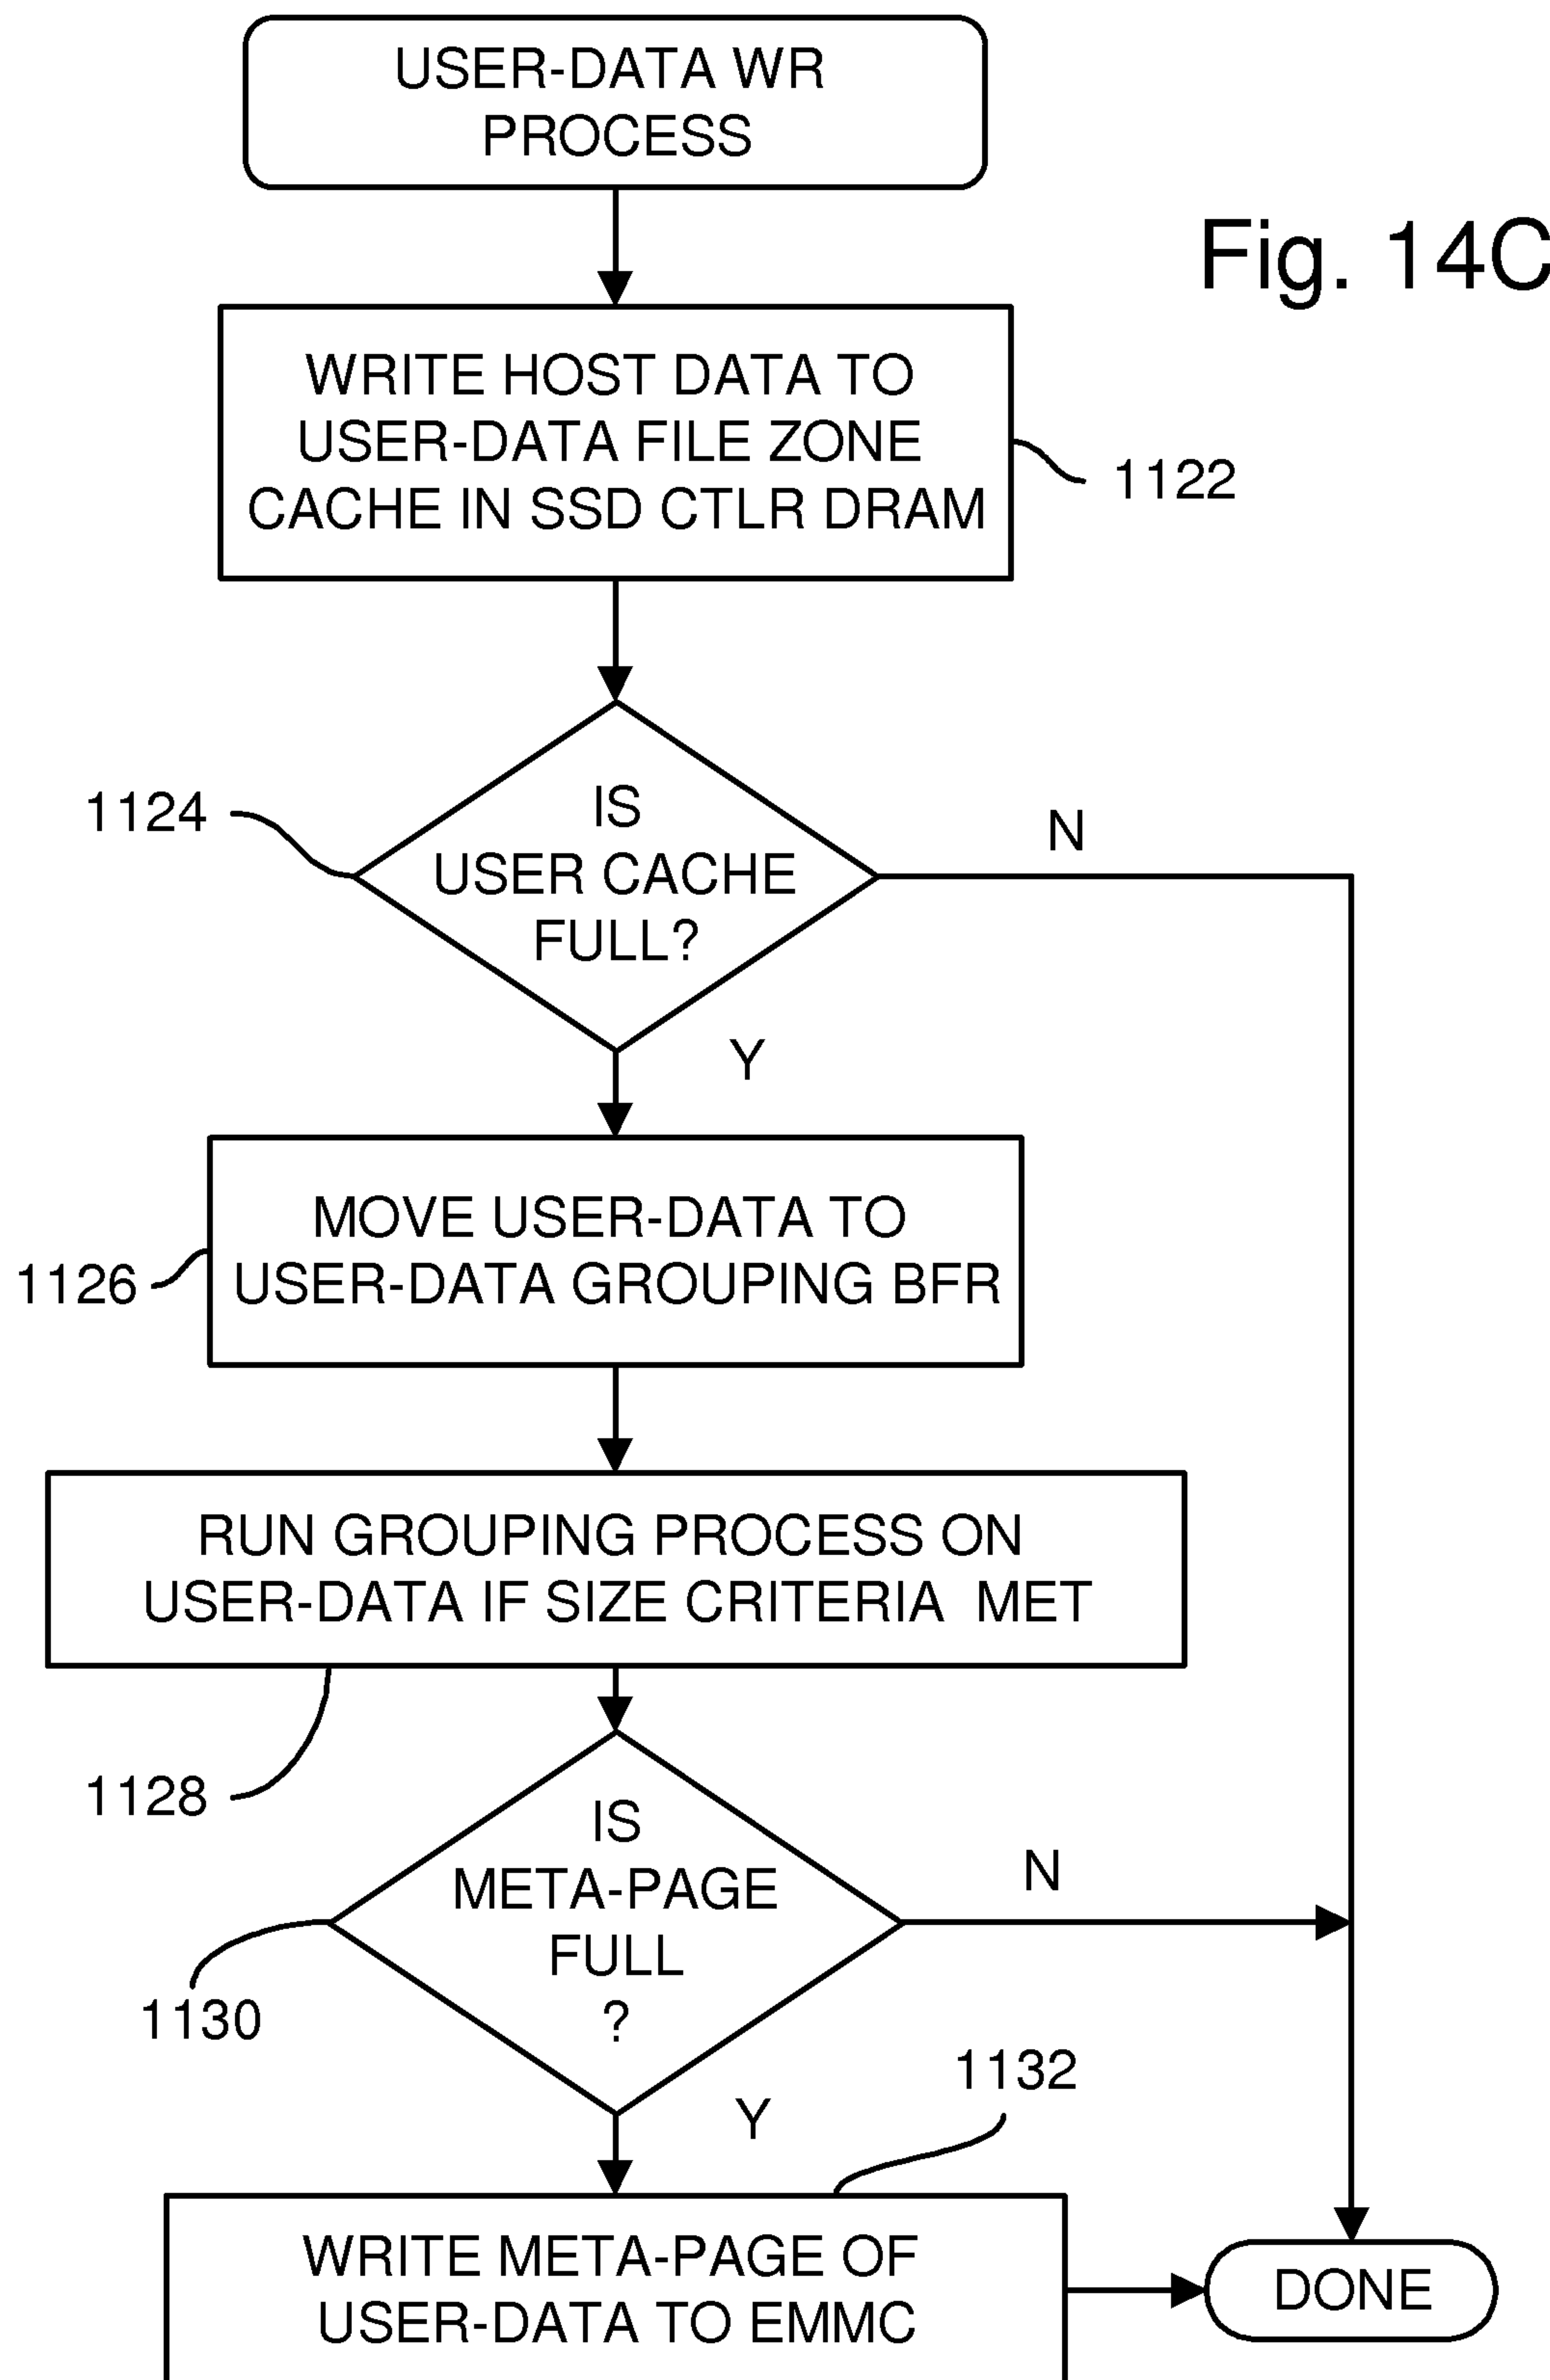 USER-DATA WR
PROCESS
Fig. 14C
WRITE HOST DATA TO
USER-DATA FILE ZONE
CACHE IN SSD CTLR DRAM
1122
1124
IS
USER CACHE
FULL?
N
Y
MOVE USER-DATA TO
USER-DATA GROUPING BFR
1126
RUN GROUPING PROCESS ON
USER-DATA IF SIZE CRITERIA  MET
1128
IS
META-PAGE
FULL
?
N
1130
1132
Y
WRITE META-PAGE OF
USER-DATA TO EMMC
DONE